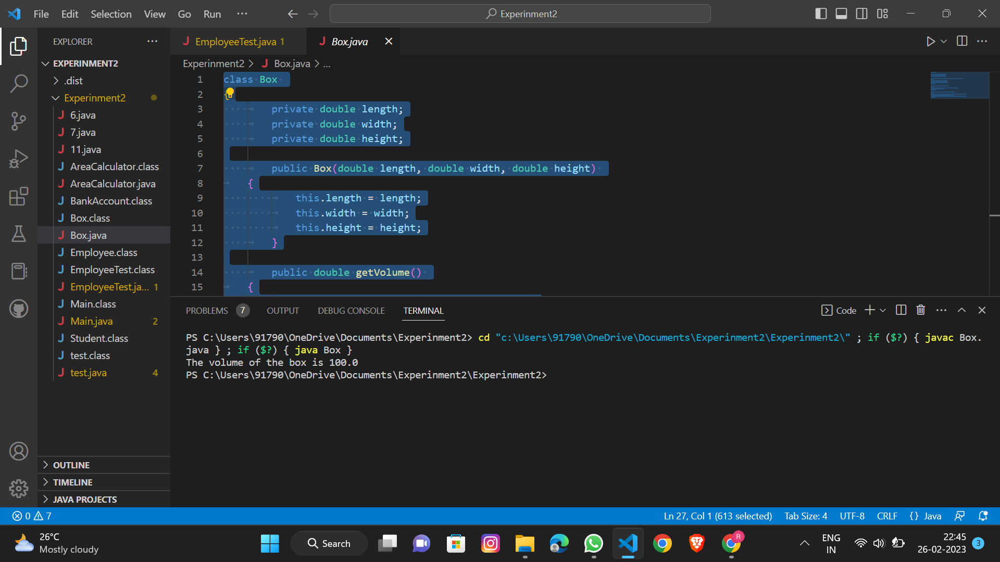 File Edit Selection View Go Run ··· Experinment2
EXPLORER ···
EXPERINMENT2
.dist
Experinment2
6.java
7.java
11.java
AreaCalculator.class
AreaCalculator.java
BankAccount.class
Box.class
Box.java
Employee.class
EmployeeTest.class
EmployeeTest.ja... 1
Main.class
Main.java 2
Student.class
test.class
test.java 4
OUTLINE
TIMELINE
JAVA PROJECTS
EmployeeTest.java 1 Box.java
Experinment2 > Box.java > ...
1 class Box
2 {
3 private double length;
4 private double width;
5 private double height;
6
7 public Box(double length, double width, double height)
8 {
9 this.length = length;
10 this.width = width;
11 this.height = height;
12 }
13
14 public double getVolume()
15 {
PROBLEMS 7 OUTPUT DEBUG CONSOLE TERMINAL Code
PS C:\Users\91790\OneDrive\Documents\Experinment2> cd "c:\Users\91790\OneDrive\Documents\Experinment2\Experinment2\" ; if ($?) { javac Box.
java } ; if ($?) { java Box }
The volume of the box is 100.0
PS C:\Users\91790\OneDrive\Documents\Experinment2\Experinment2>
0 7 Ln 27, Col 1 (613 selected) Tab Size: 4 UTF-8 CRLF {} Java
26°C
Mostly cloudy
Search
R
ENG
IN
22:45
26-02-2023
3